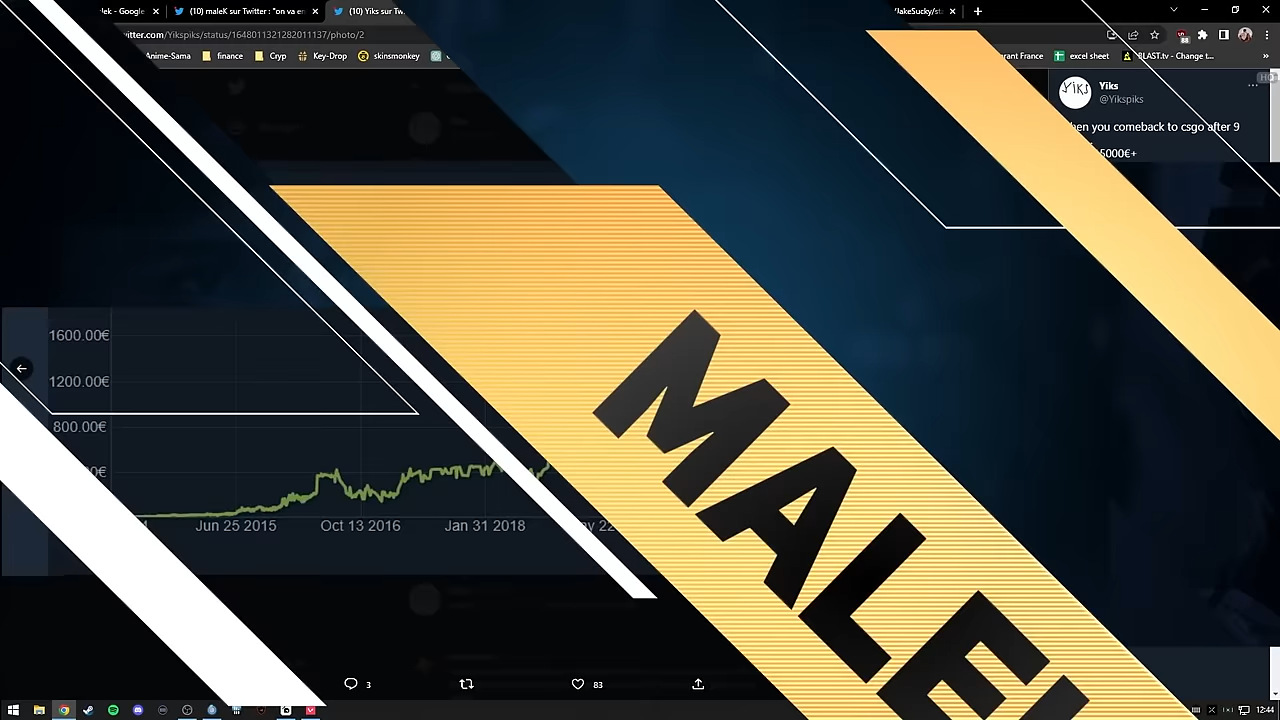 lek - Google
(10) maleK sur Twitter : "on va en
(10) Yiks sur Tw
JakeSucky/st
witter.com/Yikspiks/status/1648011321282011137/photo/2
Anime-Sama
finance
Cryp
Key-Drop
skinsmonkey
rant France
excel sheet
BLAST.tv - Change t...
Yiks
@Yikspiks
hen you comeback to csgo after 9
5000€+
1600.00€
1200.00€
800.00€
Jun 25 2015
Oct 13 2016
Jan 31 2018
MALEK
3
83
12:44